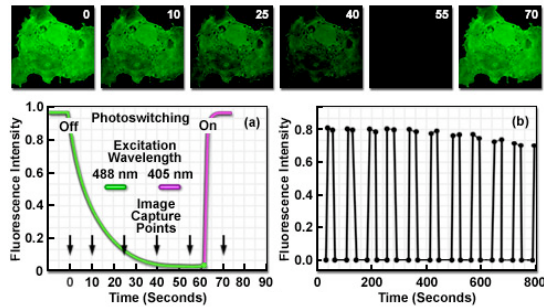 0 10 25 40 55 70
Photoswitching (a)
Off
On
Excitation
Wavelength
488 nm 405 nm
Image
Capture
Points
Fluorescence Intensity
1.0
0.8
0.6
0.4
0.2
0
0 10 20 30 40 50 60 70 80 90
Time (Seconds)
(b)
Fluorescence Intensity
1.0
0.8
0.6
0.4
0.2
0.0
0 200 400 600 800
Time (Seconds)